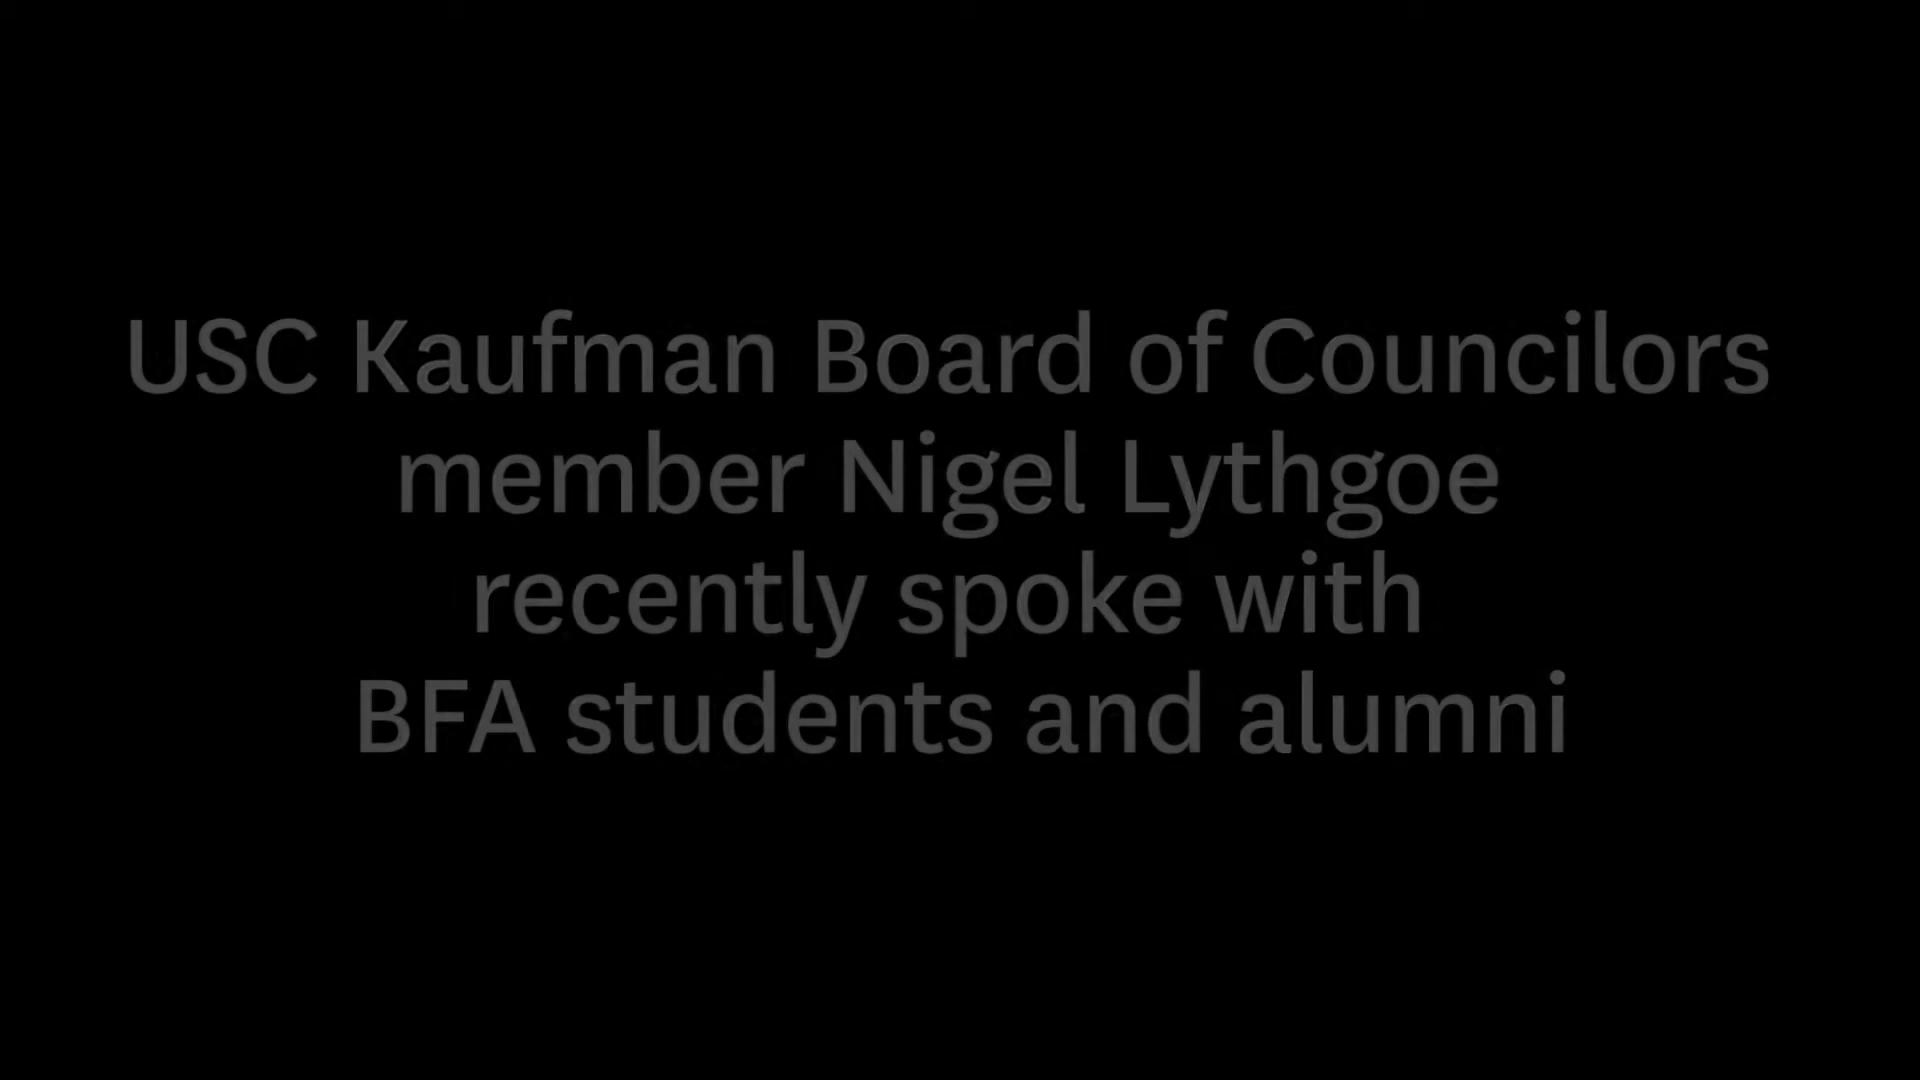 USC Kaufman Board of Councilors
member Nigel Lythgoe
recently spoke with
BFA students and alumni